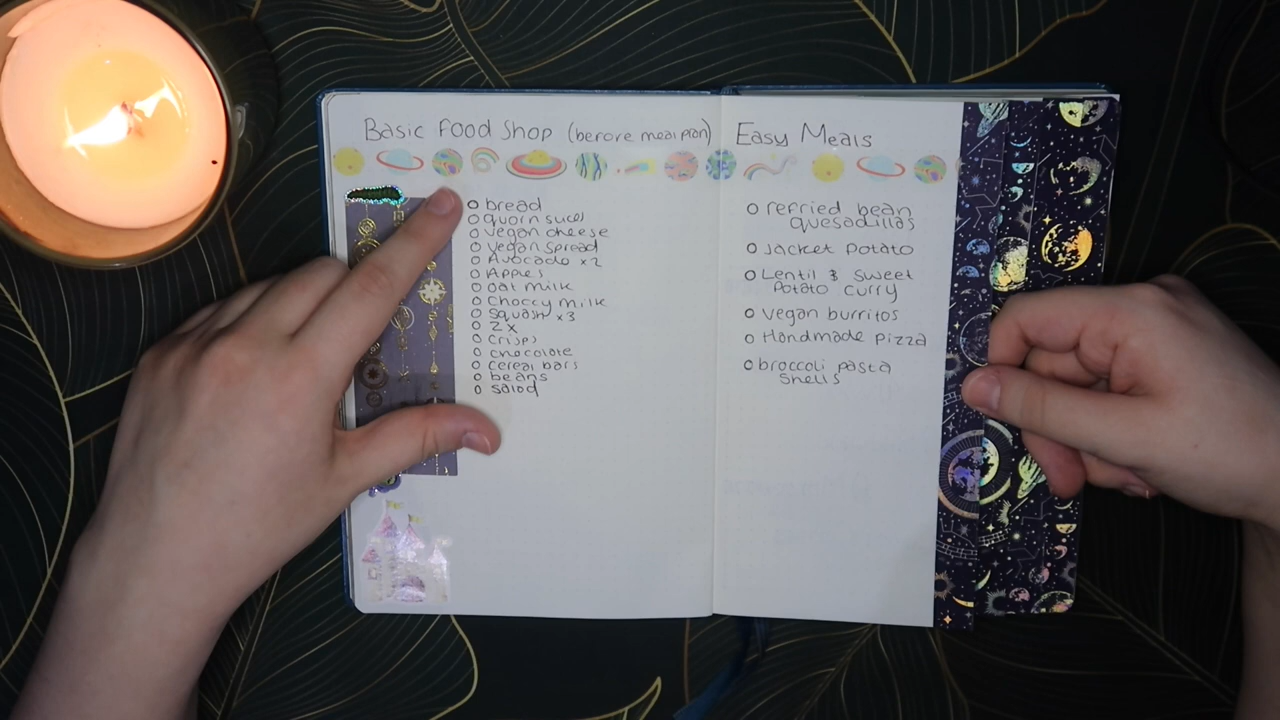 Basic Food Shop (before meal plan)
o bread
o quorn slices
o vegan cheese
o vegan spread
o Avocado x2
o Apples
o oat milk
o choccy milk
o squash x3
o 2x
o crisps
o chocolate
o cereal bars
o beans
o salad
Easy Meals
o refried bean
quesadillas
o Jacket Potato
o Lentil & Sweet
Potato curry
o vegan burritos
o Handmade pizza
o broccoli pasta
shells